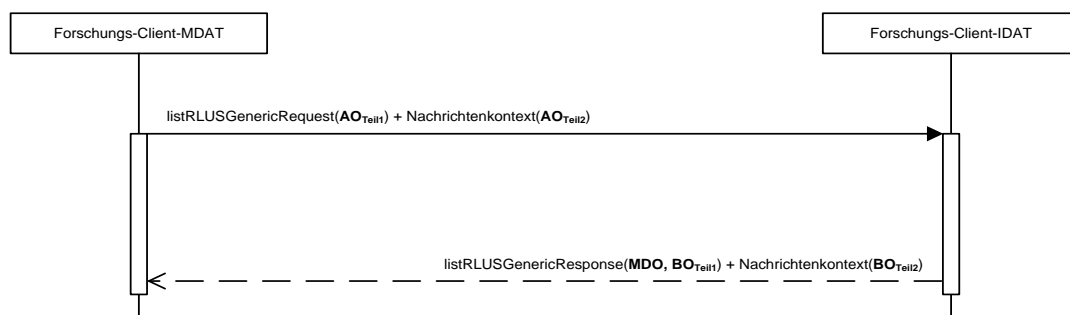 Forschungs-Client-MDAT
Forschungs-Client-IDAT
listRLUSGenericRequest(AOTeil1) + Nachrichtenkontext(AOTeil2)
listRLUSGenericResponse(MDO, BOTeil1) + Nachrichtenkontext(BOTeil2)